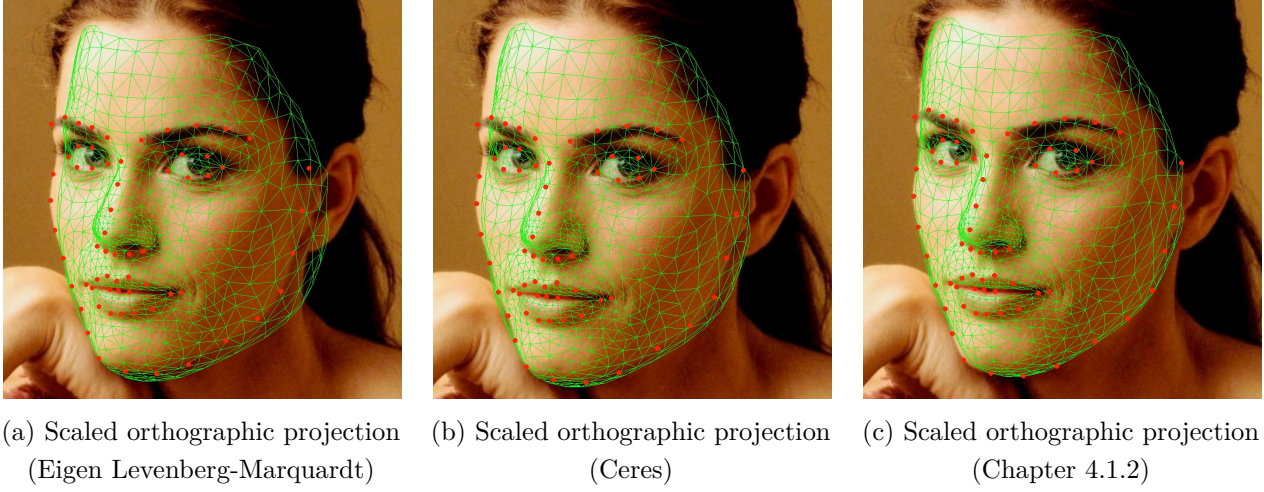 (a) Scaled orthographic projection
(Eigen Levenberg-Marquardt)
(b) Scaled orthographic projection
(Ceres)
(c) Scaled orthographic projection
(Chapter 4.1.2)